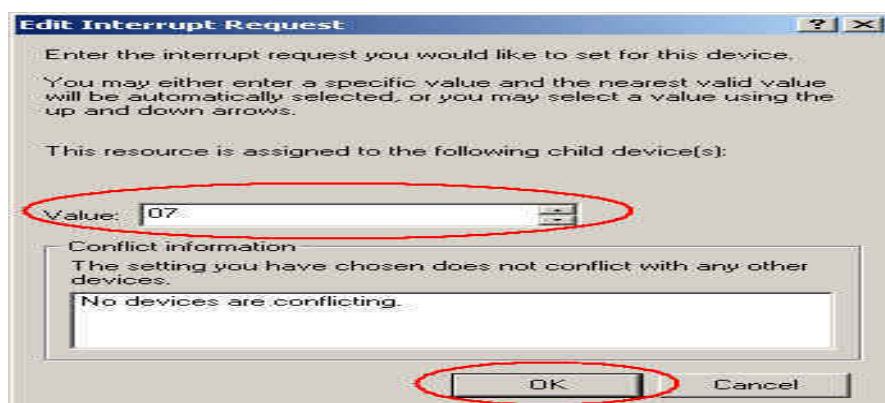 Edit Interrupt Request
Enter the interrupt request you would like to set for this device.
You may either enter a specific value and the nearest valid value
will be automatically selected, or you may select a value using the
up and down arrows.
This resource is assigned to the following child device(s):
Value: 07
Conflict information
The setting you have chosen does not conflict with any other
devices.
No devices are conflicting.
OK Cancel